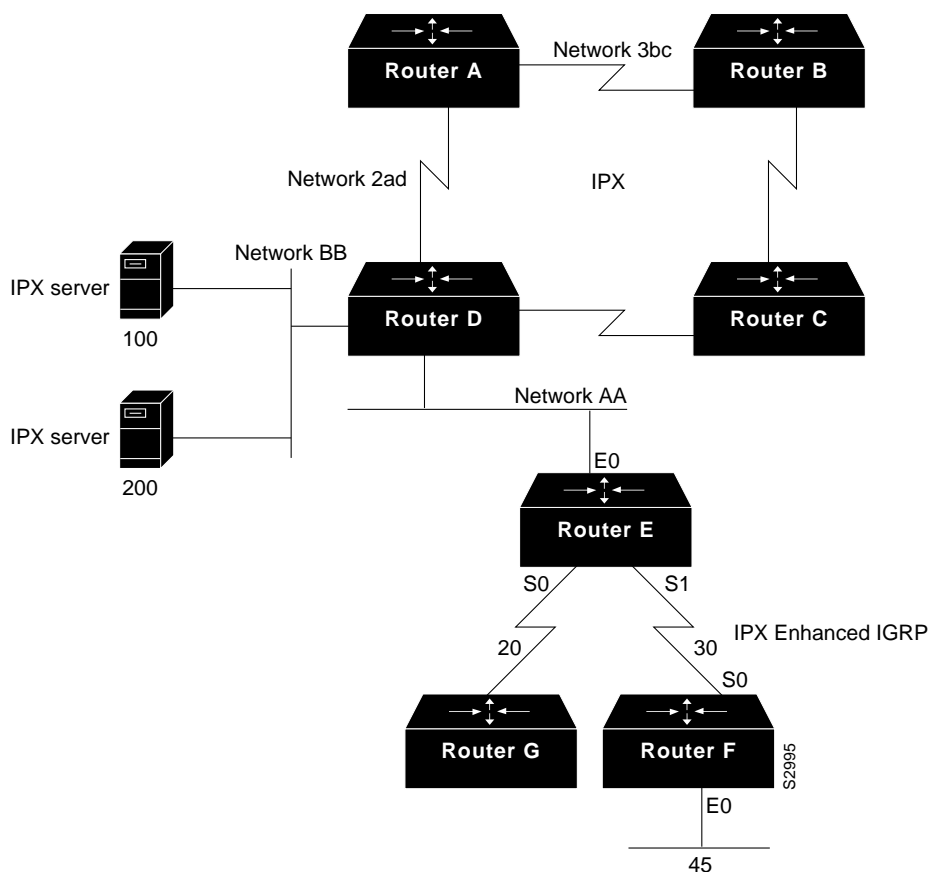 Network 3bc
Router A
Router B
Network 2ad
IPX
Network BB
IPX server
100
Router D
Router C
Network AA
IPX server
200
E0
Router E
S0
S1
20
30
IPX Enhanced IGRP
S0
Router G
Router F
S2995
E0
45